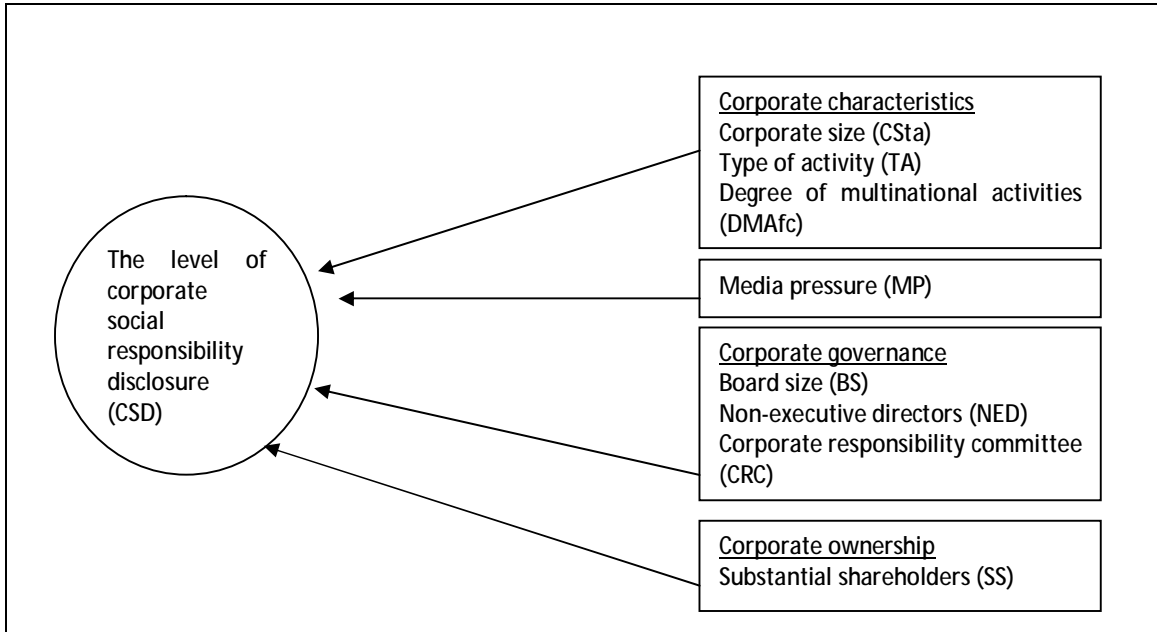 The level of
corporate
social
responsibility
disclosure
(CSD)
Corporate characteristics
Corporate size (CSta)
Type of activity (TA)
Degree of multinational activities
(DMAfc)
Media pressure (MP)
Corporate governance
Board size (BS)
Non-executive directors (NED)
Corporate responsibility committee
(CRC)
Corporate ownership
Substantial shareholders (SS)